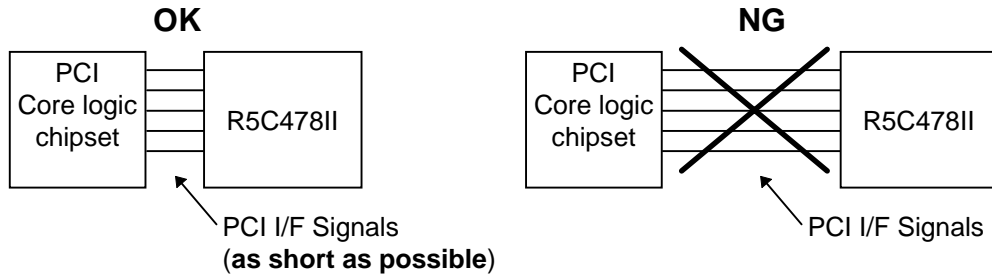 OK
PCI
Core logic
chipset
R5C478II
PCI I/F Signals
(as short as possible)
NG
PCI
Core logic
chipset
R5C478II
PCI I/F Signals